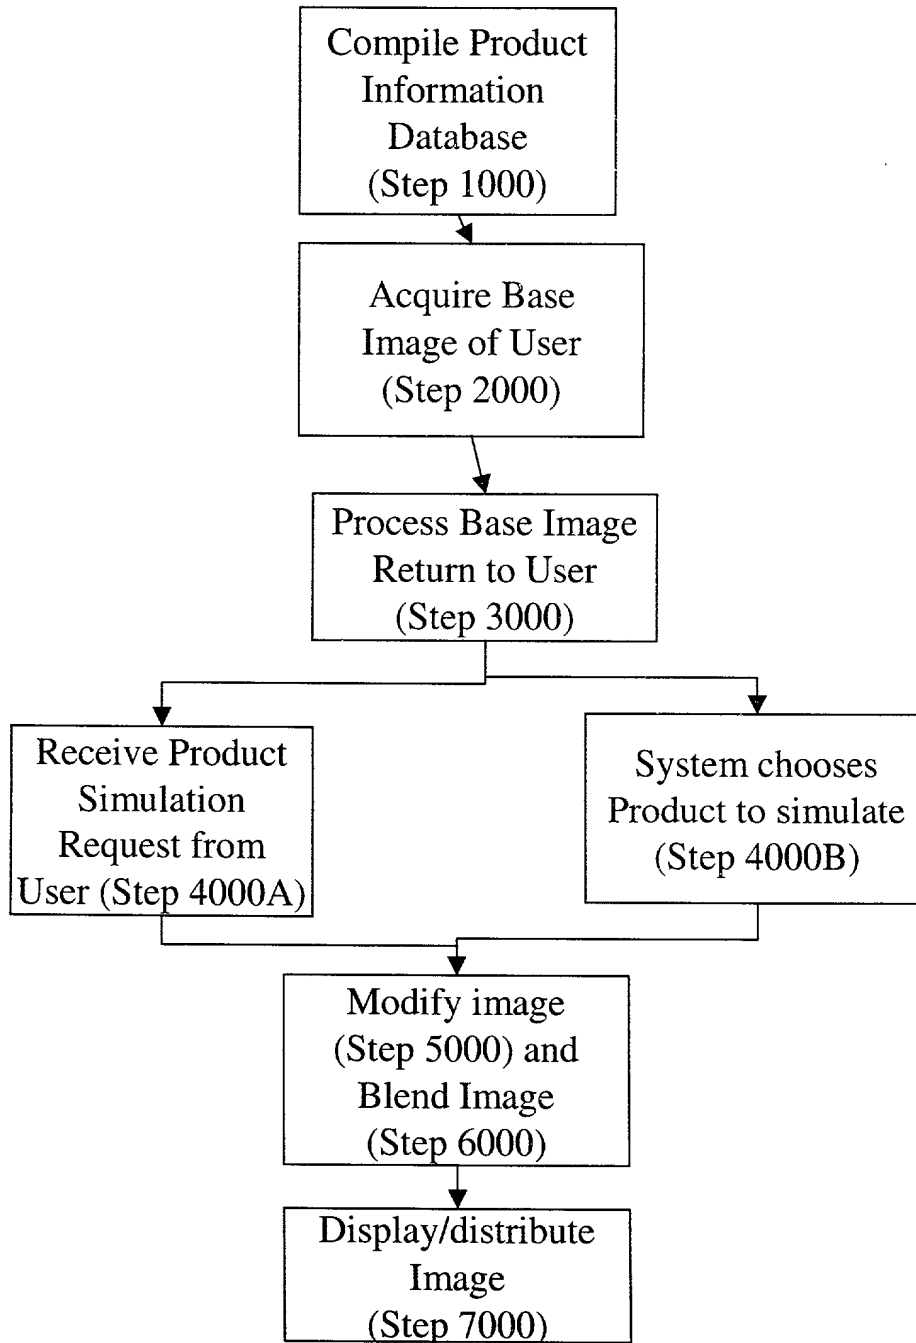 Compile Product
Information
Database
(Step 1000)
Acquire Base
Image of User
(Step 2000)
Process Base Image
Return to User
(Step 3000)
Receive Product
Simulation
Request from
User (Step 4000A)
System chooses
Product to simulate
(Step 4000B)
Modify image
(Step 5000) and
Blend Image
(Step 6000)
Display/distribute
Image
(Step 7000)